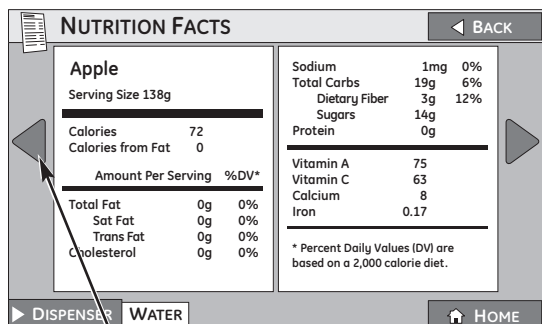 NUTRITION FACTS
BACK
Apple
Serving Size 138g
Calories 72
Calories from Fat 0
Amount Per Serving %DV*
Total Fat 0g 0%
Sat Fat 0g 0%
Trans Fat 0g 0%
Cholesterol 0g 0%
Sodium 1mg 0%
Total Carbs 19g 6%
Dietary Fiber 3g 12%
Sugars 14g
Protein 0g
Vitamin A 75
Vitamin C 63
Calcium 8
Iron 0.17
* Percent Daily Values (DV) are
based on a 2,000 calorie diet.
DISPENSER WATER
HOME